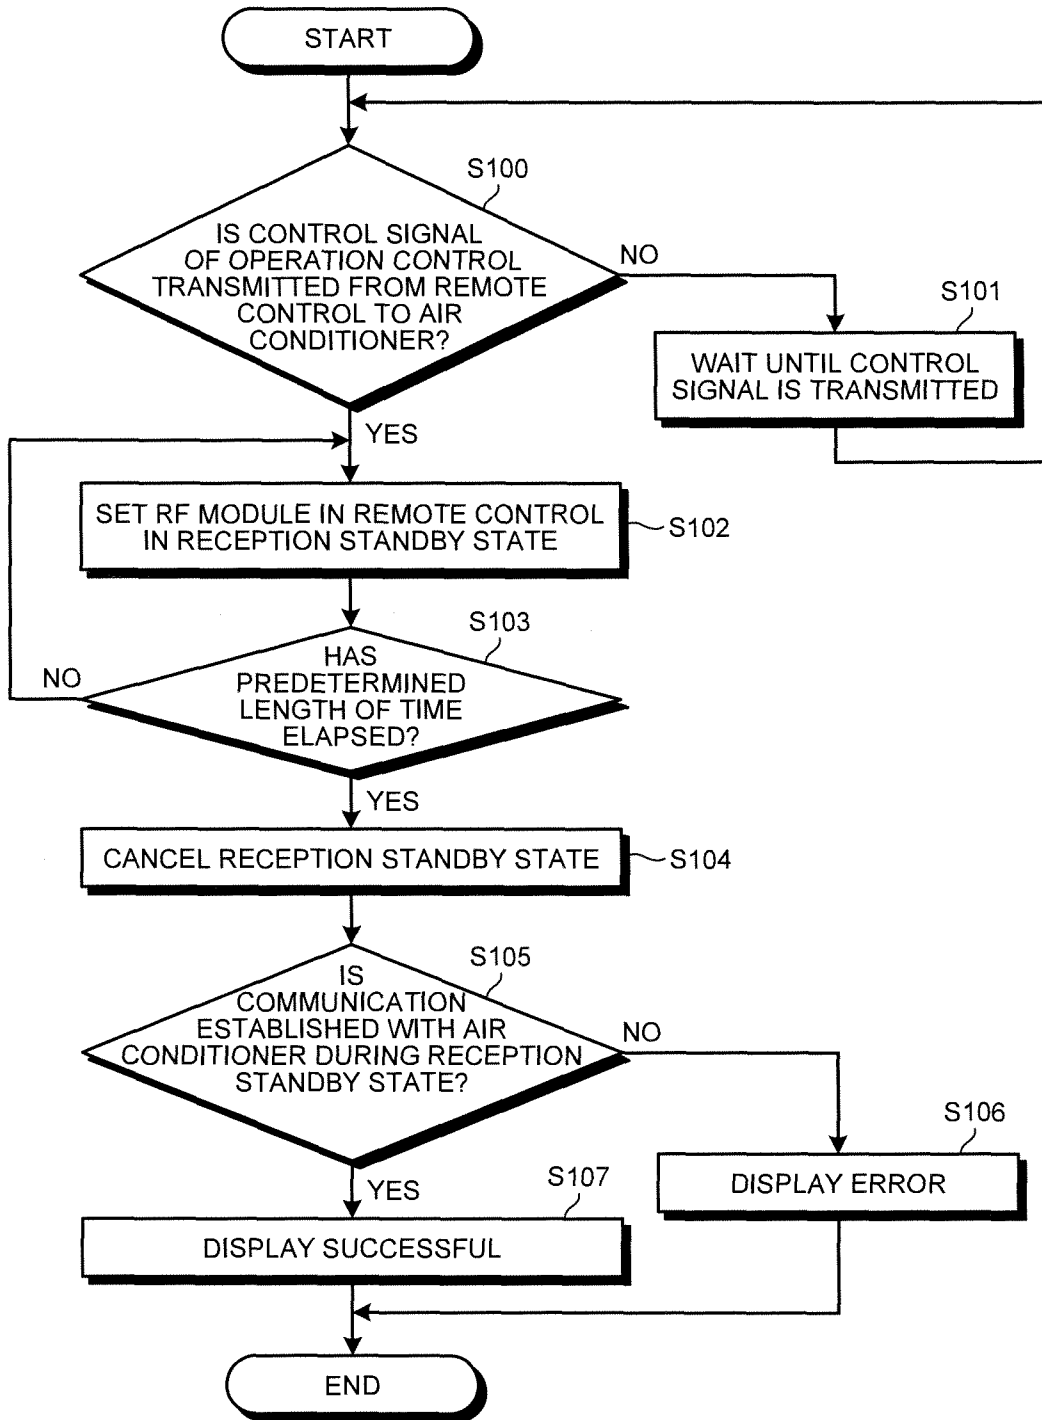 START
S100
IS CONTROL SIGNAL
OF OPERATION CONTROL
TRANSMITTED FROM REMOTE
CONTROL TO AIR
CONDITIONER?
NO
S101
WAIT UNTIL CONTROL
SIGNAL IS TRANSMITTED
YES
SET RF MODULE IN REMOTE CONTROL
IN RECEPTION STANDBY STATE
S102
S103
HAS
PREDETERMINED
LENGTH OF TIME
ELAPSED?
NO
YES
CANCEL RECEPTION STANDBY STATE
S104
S105
IS
COMMUNICATION
ESTABLISHED WITH AIR
CONDITIONER DURING RECEPTION
STANDBY STATE?
NO
S106
DISPLAY ERROR
YES
S107
DISPLAY SUCCESSFUL
END